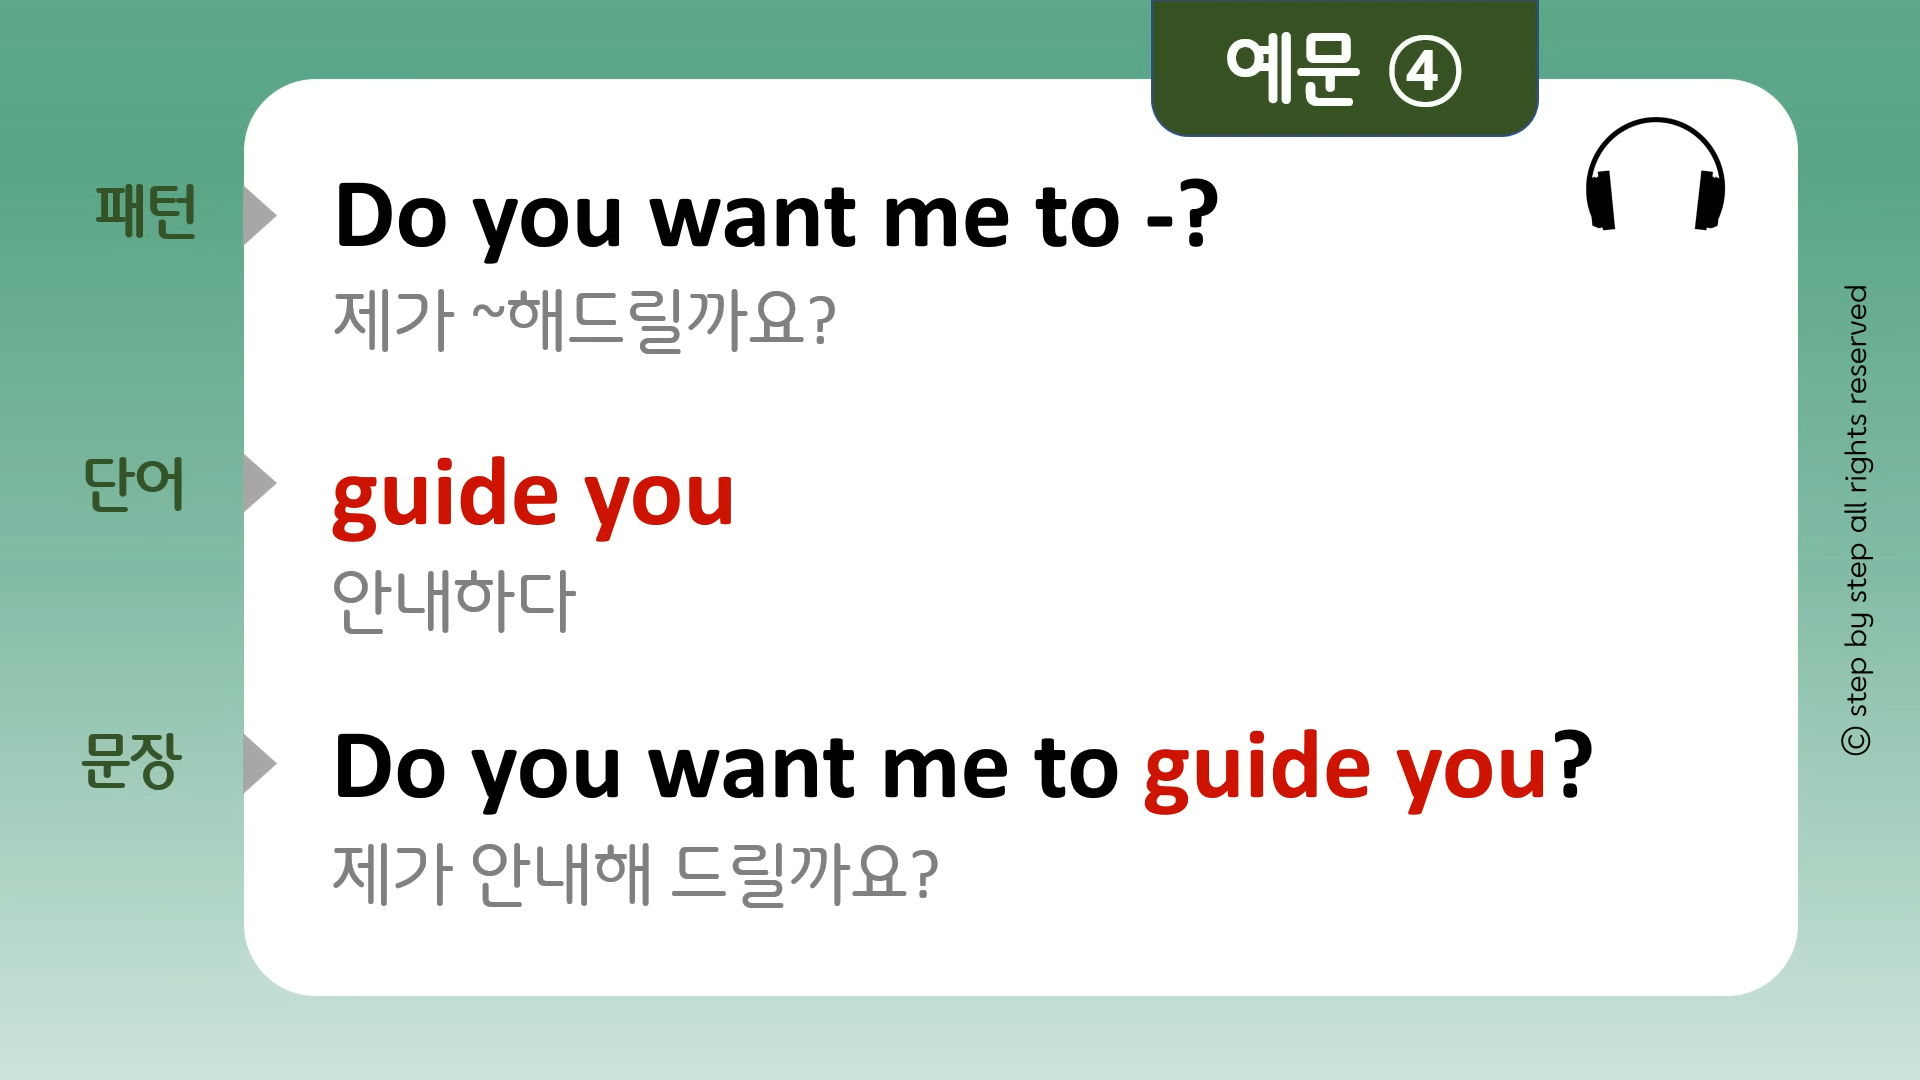 예문 ④
패턴
Do you want me to -?
제가 ~해드릴까요?
단어
guide you
안내하다
문장
Do you want me to guide you?
제가 안내해 드릴까요?
© step by step all rights reserved